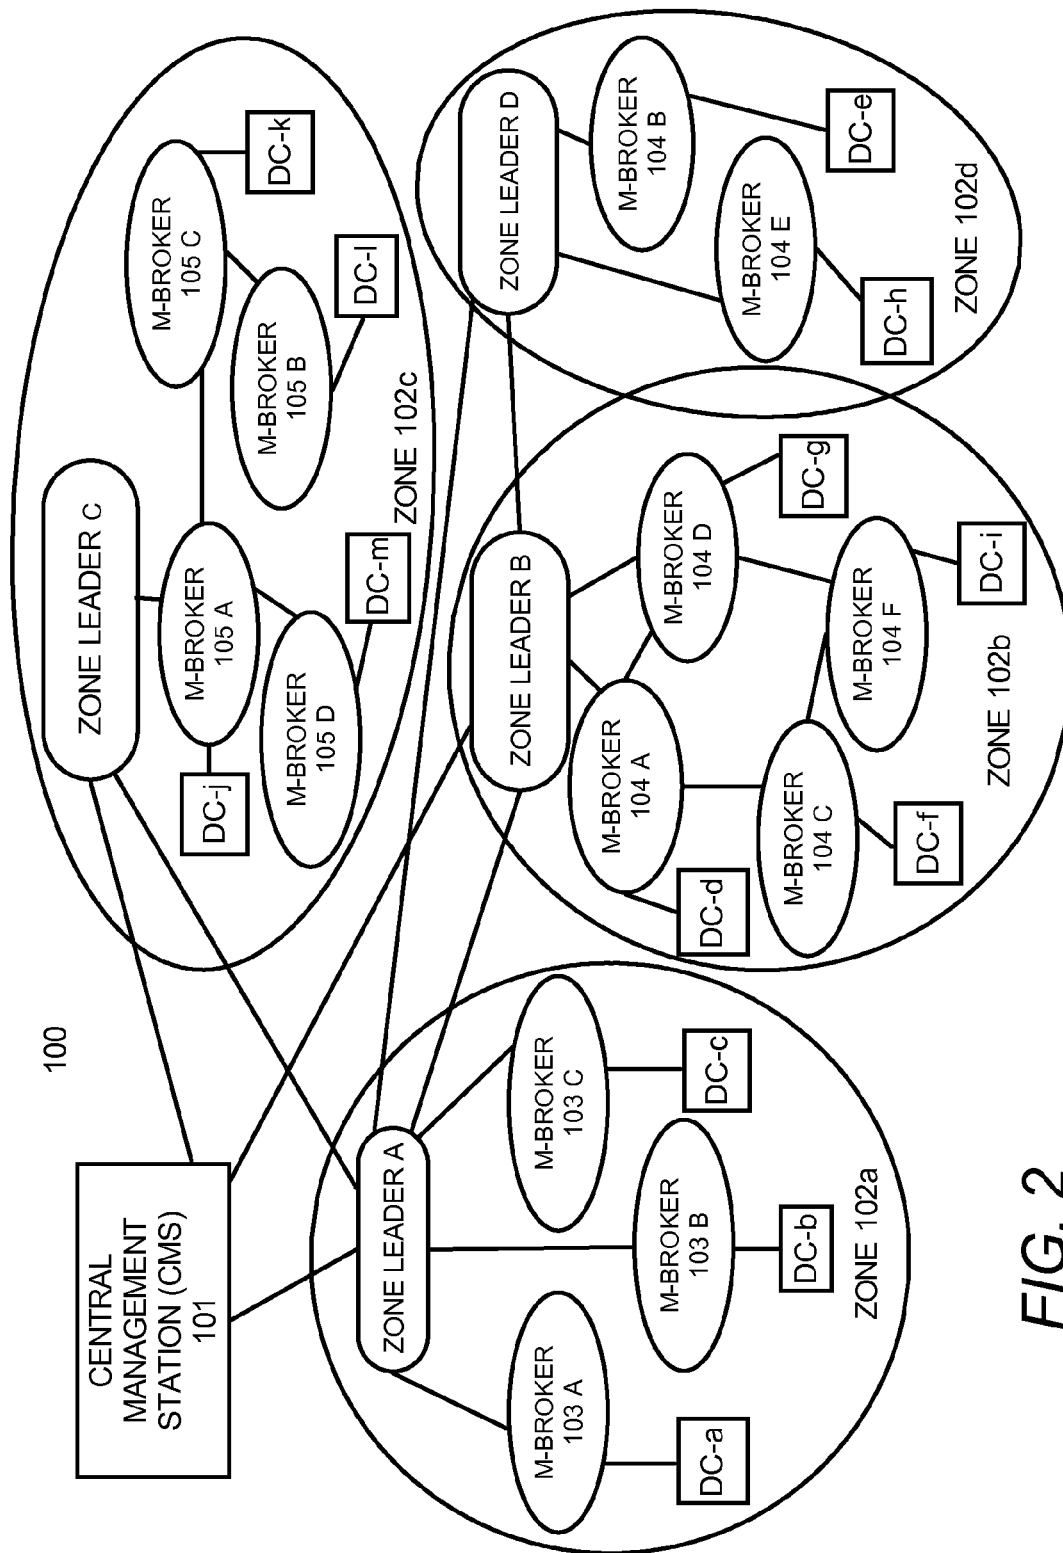 100
CENTRAL
MANAGEMENT
STATION (CMS)
101
ZONE LEADER C
M-BROKER
105 A
DC-j
M-BROKER
105 C
DC-k
M-BROKER
105 B
DC-l
M-BROKER
105 D
DC-m
ZONE 102c
ZONE LEADER A
M-BROKER
103 A
DC-a
M-BROKER
103 B
DC-b
M-BROKER
103 C
DC-c
ZONE 102a
ZONE LEADER B
M-BROKER
104 A
DC-d
M-BROKER
104 D
DC-g
M-BROKER
104 C
DC-f
M-BROKER
104 F
DC-i
ZONE 102b
ZONE LEADER D
M-BROKER
104 B
DC-e
M-BROKER
104 E
DC-h
ZONE 102d
FIG. 2